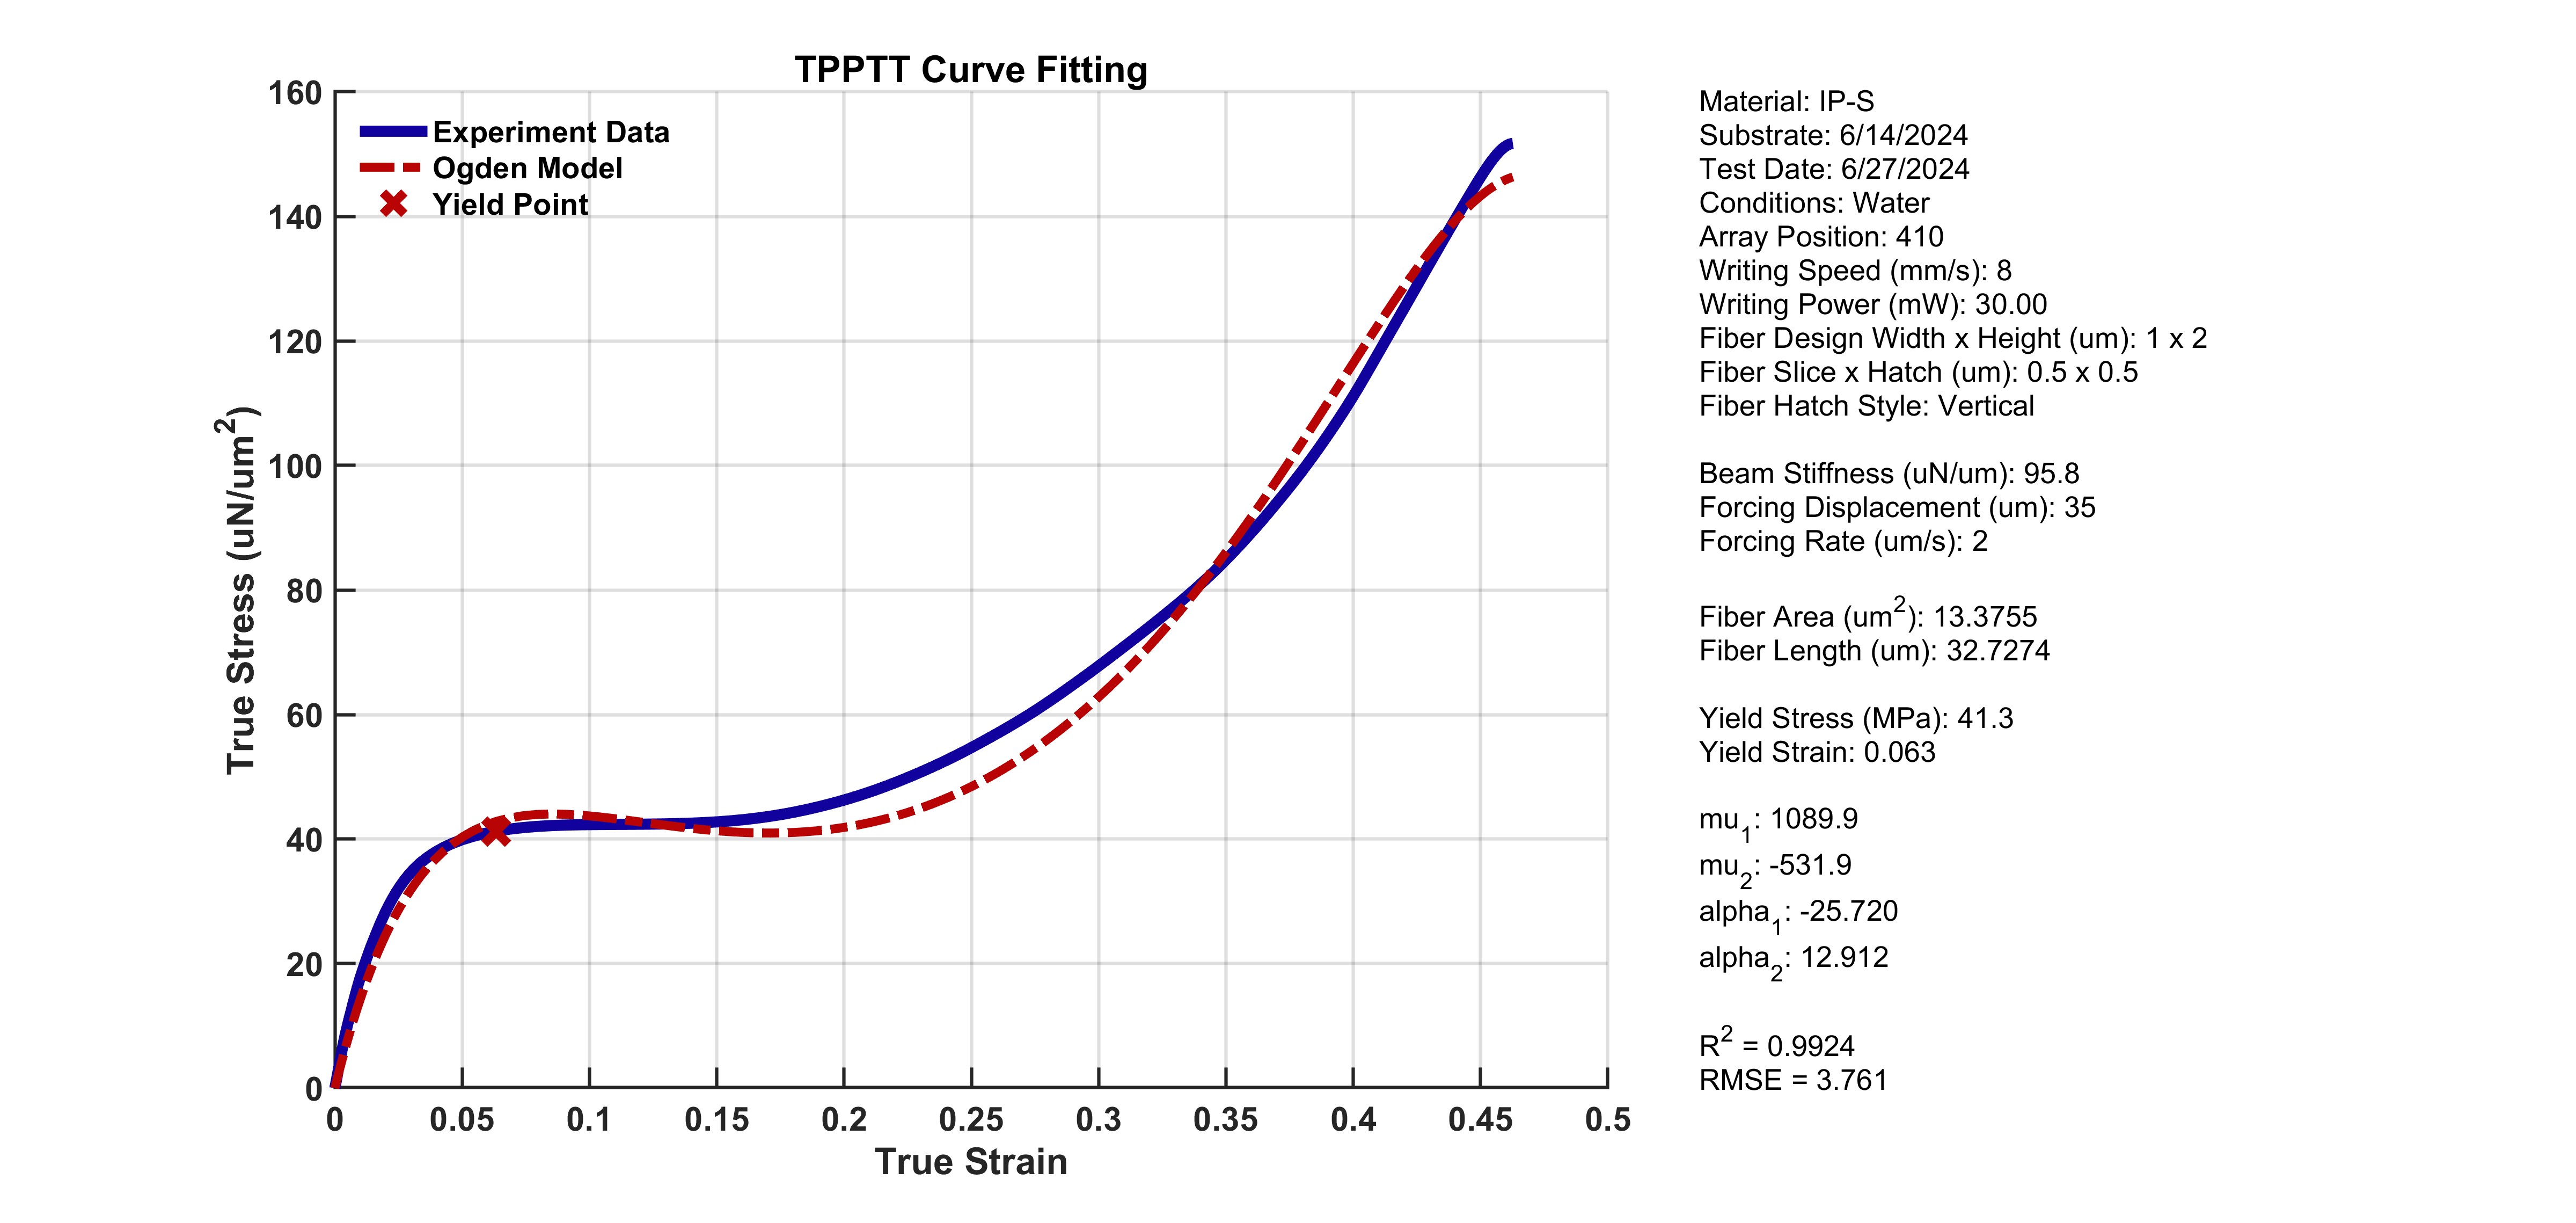 TPPTT Curve Fitting
160
140
120
100
80
60
40
20
0
True Stress (uN/um²)
Experiment Data
Ogden Model
Yield Point
0 0.05 0.1 0.15 0.2 0.25 0.3 0.35 0.4 0.45 0.5
True Strain
Material: IP-S
Substrate: 6/14/2024
Test Date: 6/27/2024
Conditions: Water
Array Position: 410
Writing Speed (mm/s): 8
Writing Power (mW): 30.00
Fiber Design Width x Height (um): 1 x 2
Fiber Slice x Hatch (um): 0.5 x 0.5
Fiber Hatch Style: Vertical
Beam Stiffness (uN/um): 95.8
Forcing Displacement (um): 35
Forcing Rate (um/s): 2
Fiber Area (um²): 13.3755
Fiber Length (um): 32.7274
Yield Stress (MPa): 41.3
Yield Strain: 0.063
mu₁: 1089.9
mu₂: -531.9
alpha₁: -25.720
alpha₂: 12.912
R² = 0.9924
RMSE = 3.761